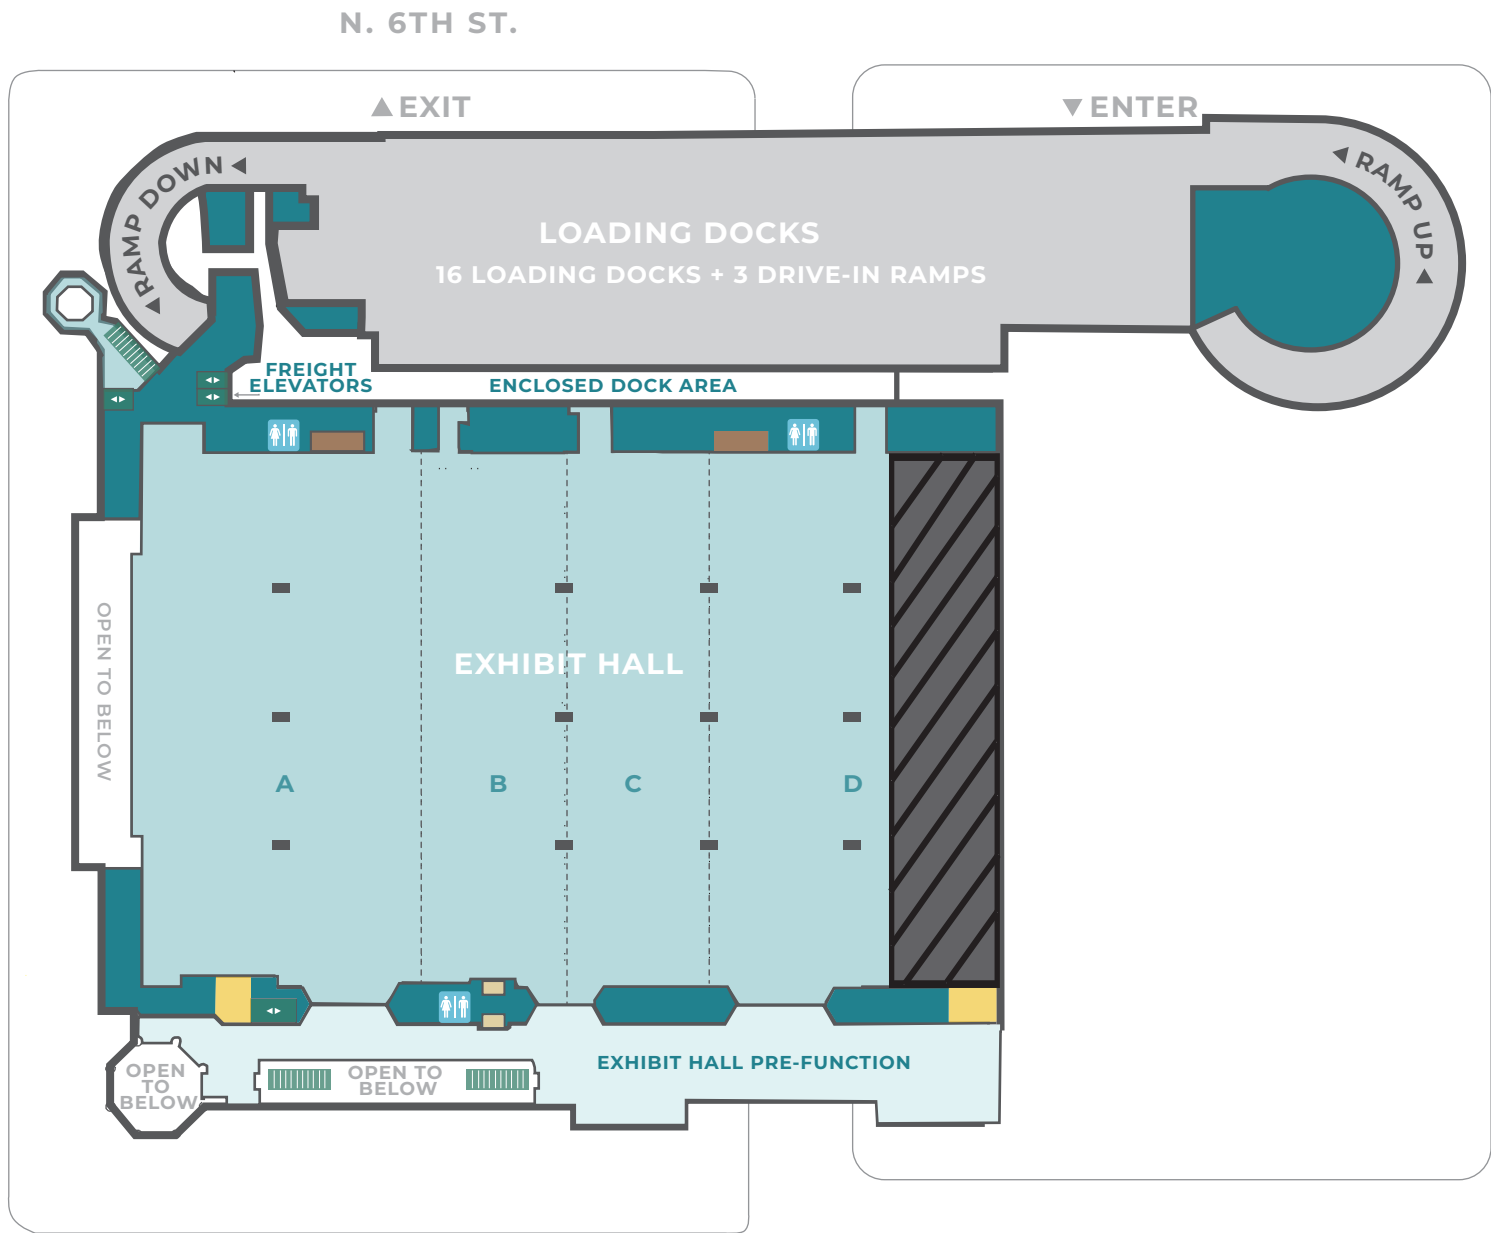 N. 6TH ST.
▲EXIT
▼ENTER
RAMP DOWN
RAMP UP
LOADING DOCKS
16 LOADING DOCKS + 3 DRIVE-IN RAMPS
FREIGHT
ELEVATORS
ENCLOSED DOCK AREA
OPEN TO BELOW
EXHIBIT HALL
A
B
C
D
EXHIBIT HALL PRE-FUNCTION
OPEN
TO
BELOW
OPEN TO
BELOW